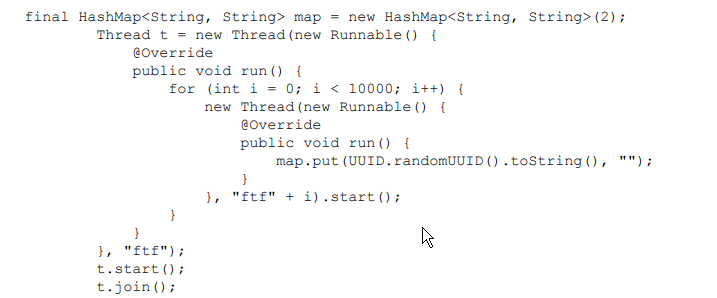 final HashMap<String, String> map = new HashMap<String, String>(2);
Thread t = new Thread(new Runnable() {
@Override
public void run() {
for (int i = 0; i < 10000; i++) {
new Thread(new Runnable() {
@Override
public void run() {
map.put(UUID.randomUUID().toString(), "");
}
}, "ftf" + i).start();
}
}
}, "ftf");
t.start();
t.join();